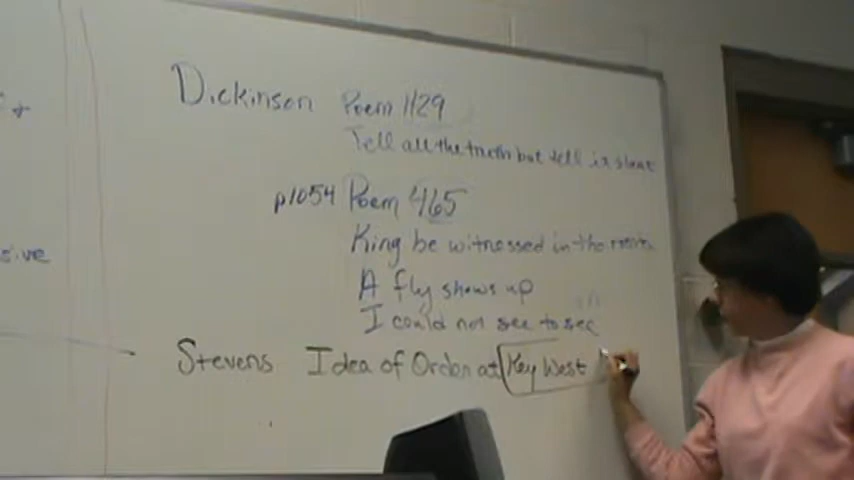 Dickinson Poem 1129
Tell all the truth but tell it slant
p1054 Poem 465
King be witnessed in the room
A fly shows up
I could not see to see
sive
Stevens Idea of Order at Key West